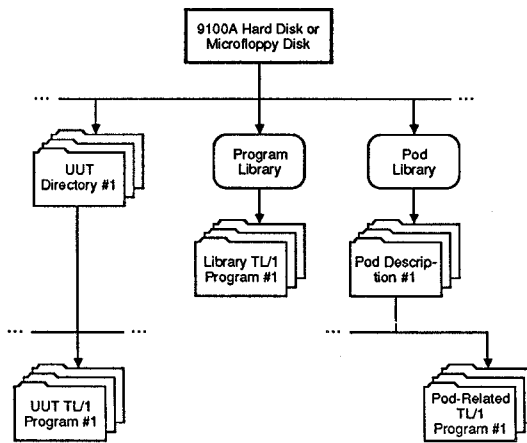 9100A Hard Disk or
Microfloppy Disk
...
...
UUT
Directory #1
Program
Library
Pod
Library
Library TL/1
Program #1
Pod Descrip-
tion #1
...
...
...
UUT TL/1
Program #1
Pod-Related
TL/1
Program #1